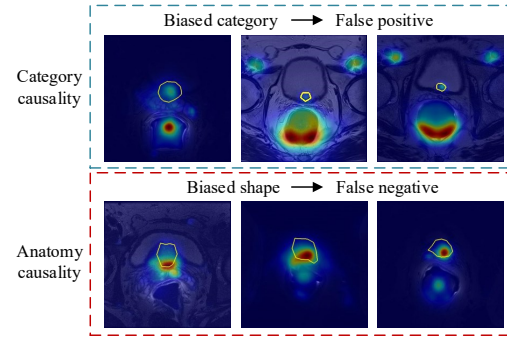 Biased category → False positive
Category
causality
Biased shape → False negative
Anatomy
causality